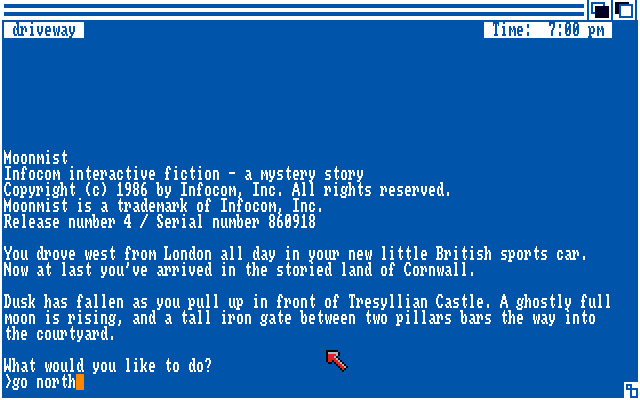 driveway Time: 7:00 pm
Moonmist
Infocom interactive fiction - a mystery story
Copyright (c) 1986 by Infocom, Inc. All rights reserved.
Moonmist is a trademark of Infocom, Inc.
Release number 4 / Serial number 860918
You drove west from London all day in your new little British sports car.
Now at last you've arrived in the storied land of Cornwall.
Dusk has fallen as you pull up in front of Tresyllian Castle. A ghostly full
moon is rising, and a tall iron gate between two pillars bars the way into
the courtyard.
What would you like to do?
>go north